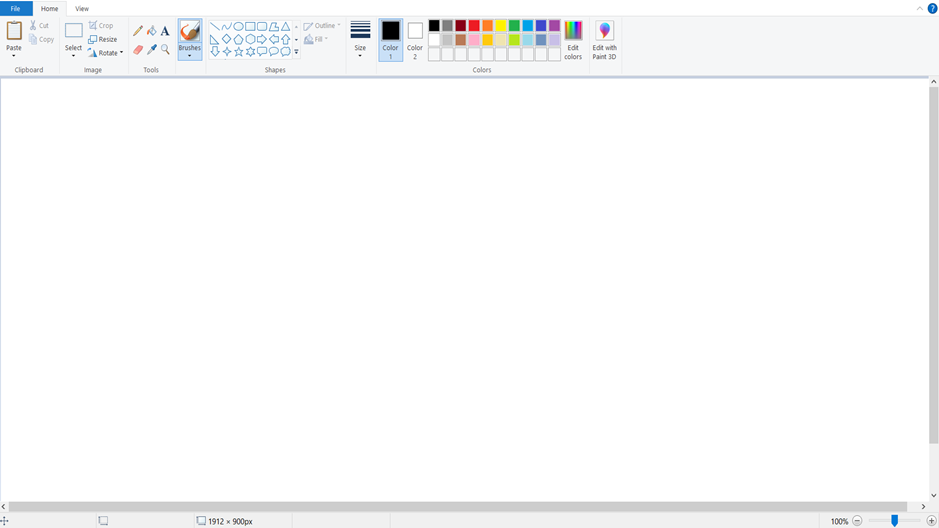 File Home View
Paste
Cut
Copy
Clipboard
Select
Crop
Resize
Rotate
Image
A
Tools
Brushes
Outline
Fill
Shapes
Size
Color 1
Color 2
Edit colors
Colors
Edit with Paint 3D
?
1912 × 900px
100%